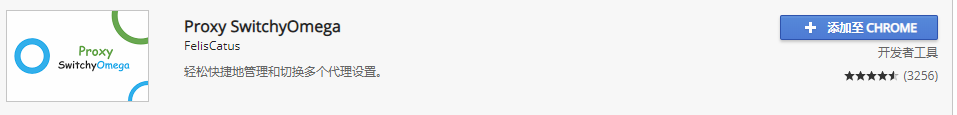 Proxy
SwitchyOmega
Proxy SwitchyOmega
FelisCatus
轻松快捷地管理和切换多个代理设置。
添加至 CHROME
开发者工具
(3256)